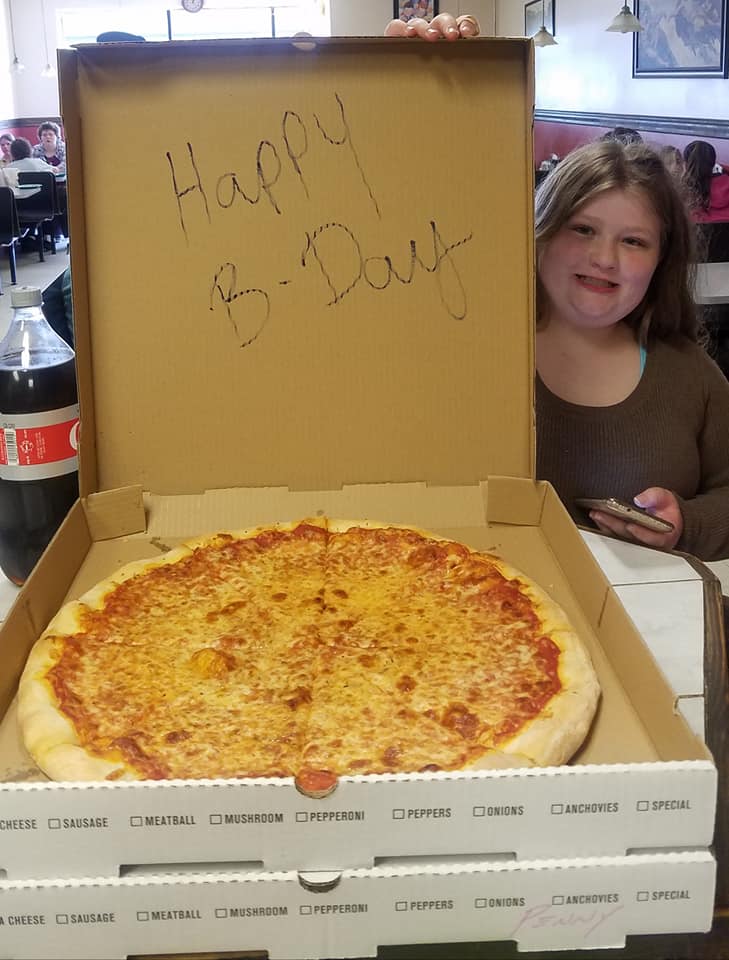 Happy
B-Day
CHEESE SAUSAGE MEATBALL MUSHROOM PEPPERONI PEPPERS ONIONS ANCHOVIES SPECIAL
A CHEESE SAUSAGE MEATBALL MUSHROOM PEPPERONI PEPPERS ONIONS ANCHOVIES SPECIAL
PENNY